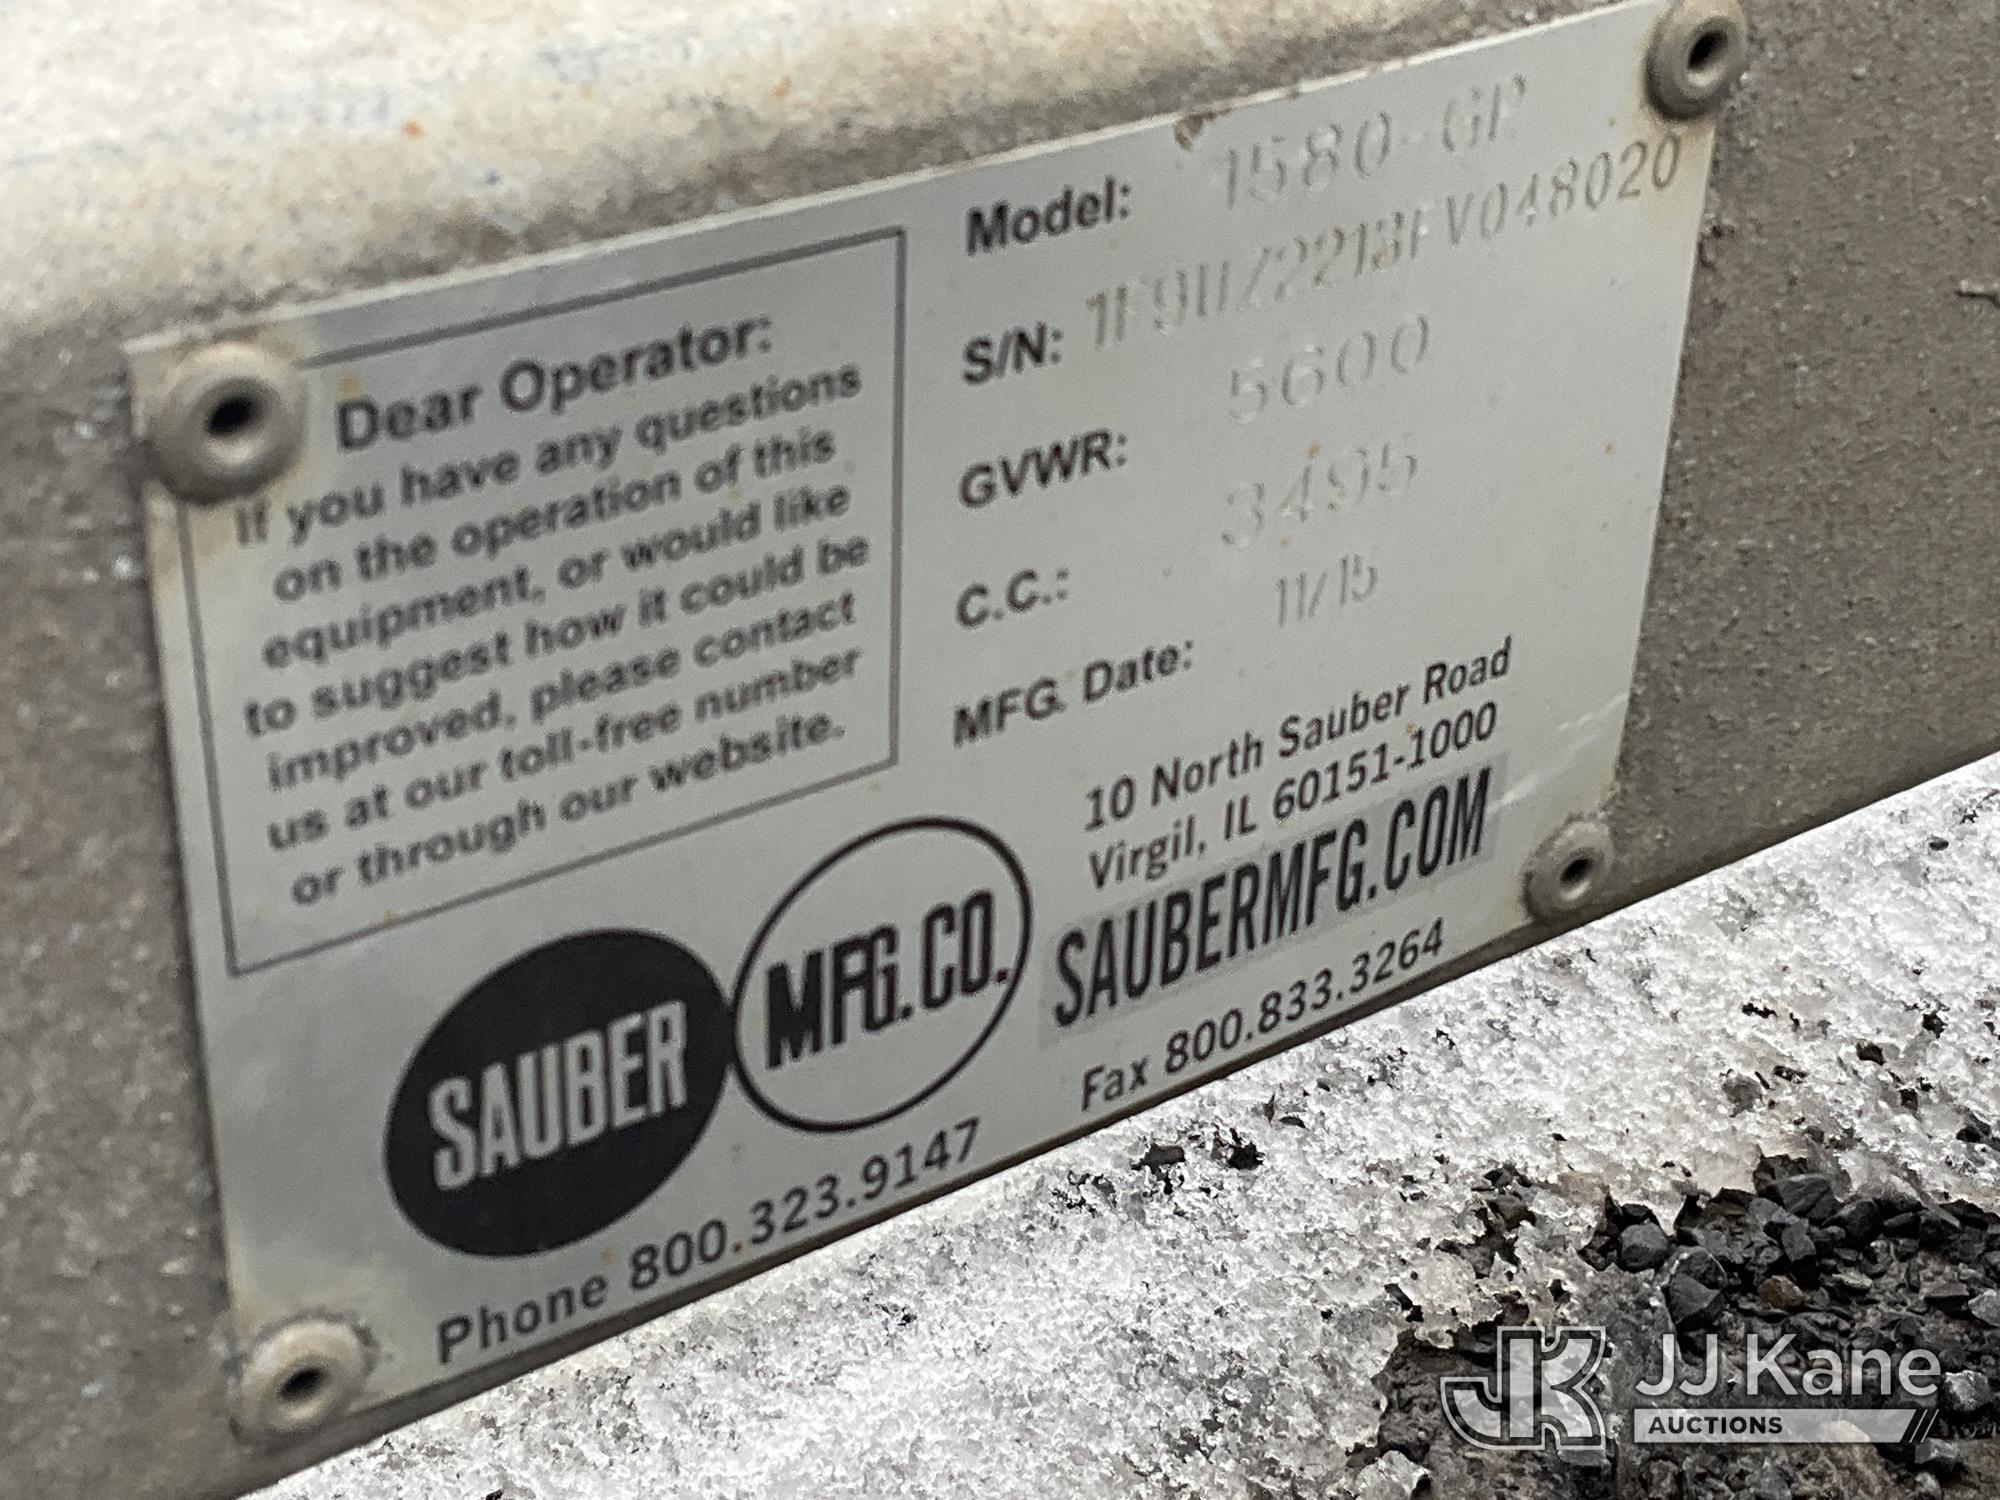 Dear Operator:
If you have any questions
on the operation of this
equipment, or would like
to suggest how it could be
improved, please contact
us at our toll-free number
or through our website.
Model: 1580-GP
S/N:
GVWR: 5600
C.C.: 3495
MFG. Date: 11/15
10 North Sauber Road
Virgil, IL 60151-1000
SAUBERMFG.COM
SAUBER MFG.CO.
Phone 800.323.9147
Fax 800.833.3264
JK JJ Kane
AUCTIONS